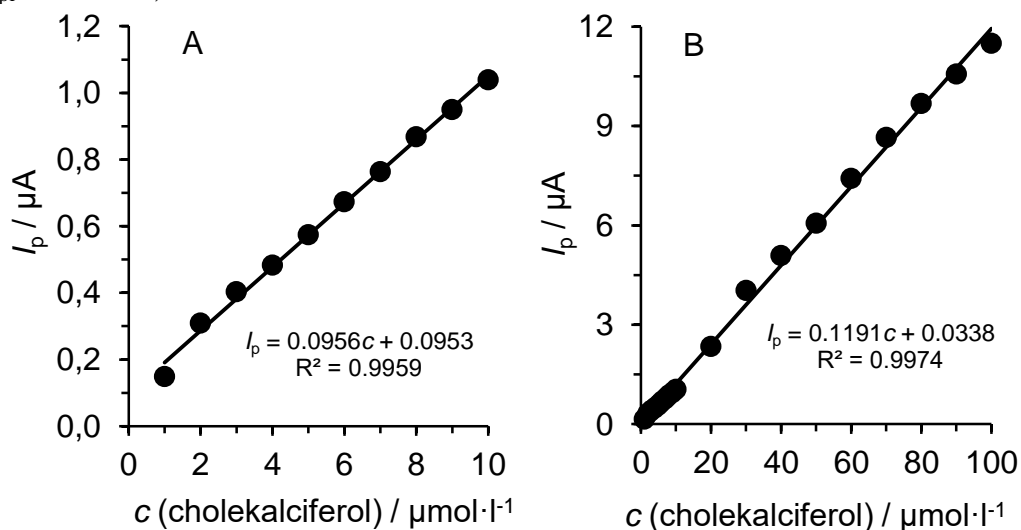 A
1,2
1,0
0,8
0,6
0,4
0,2
0,0
I_p / µA
I_p = 0.0956c + 0.0953
R² = 0.9959
0 2 4 6 8 10
c (cholekalciferol) / µmol·l⁻¹
B
12
9
6
3
0
I_p / µA
I_p = 0.1191c + 0.0338
R² = 0.9974
0 20 40 60 80 100
c (cholekalciferol) / µmol·l⁻¹